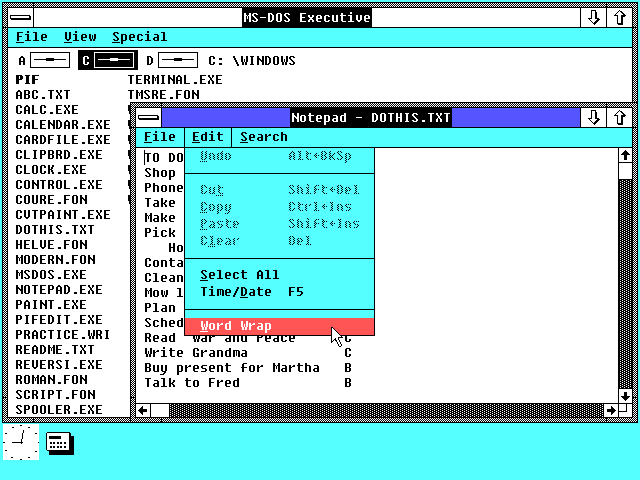 MS-DOS Executive
File View Special
A C D C: \WINDOWS
PIF TERMINAL.EXE
ABC.TXT TMSRE.FON
CALC.EXE
CALENDAR.EXE
CARDFILE.EXE
CLIPBRD.EXE
CLOCK.EXE
CONTROL.EXE
COURE.FON
CVTPAINT.EXE
DOTHIS.TXT
HELVE.FON
MODERN.FON
MSDOS.EXE
NOTEPAD.EXE
PAINT.EXE
PIFEDIT.EXE
PRACTICE.WRI
README.TXT
REVERSI.EXE
ROMAN.FON
SCRIPT.FON
SPOOLER.EXE
Notepad - DOTHIS.TXT
File Edit Search
TO DO
Shop
Phone
Take
Make
Pick
Ho
Conta
Clean
Mow l
Plan
Sched
Read War and Peace C
Write Grandma C
Buy present for Martha B
Talk to Fred B
Undo Alt+BkSp
Cut Shift+Del
Copy Ctrl+Ins
Paste Shift+Ins
Clear Del
Select All
Time/Date F5
Word Wrap